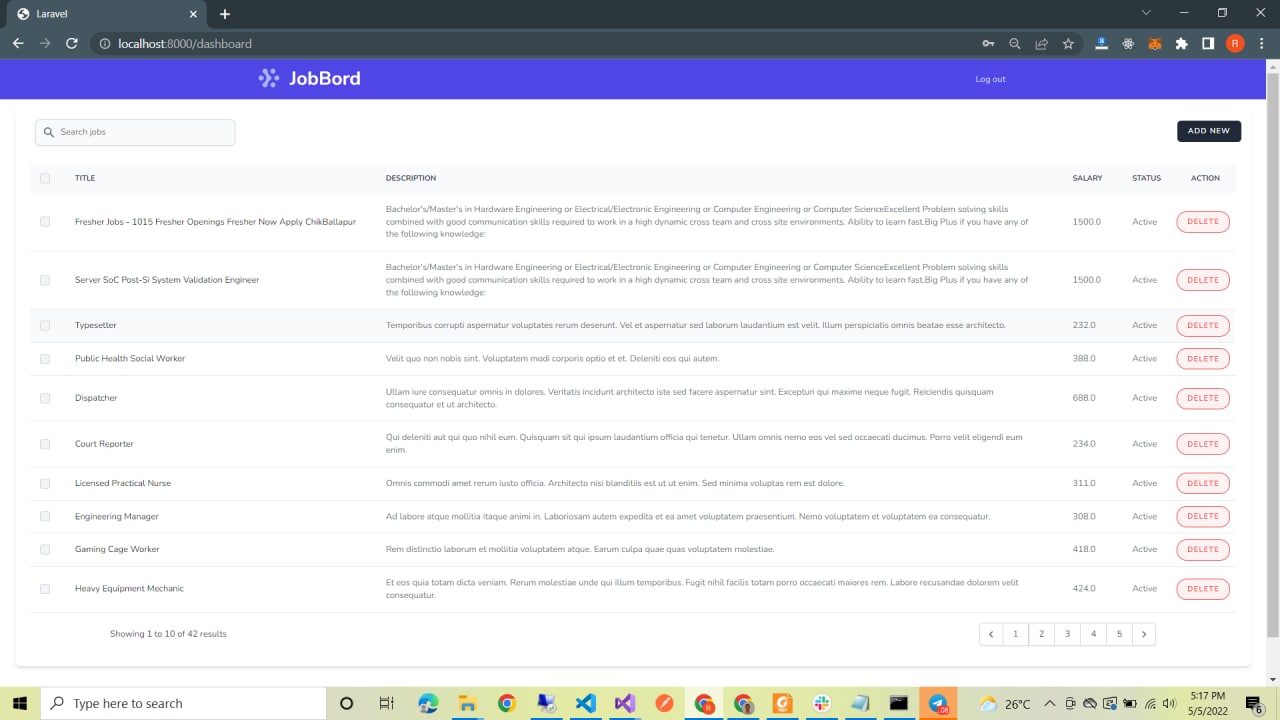 Laravel
localhost:8000/dashboard
R
JobBord
Log out
Search jobs
ADD NEW
TITLE DESCRIPTION SALARY STATUS ACTION
Fresher Jobs - 1015 Fresher Openings Fresher Now Apply ChikBallapur
Bachelor's/Master's in Hardware Engineering or Electrical/Electronic Engineering or Computer Engineering or Computer ScienceExcellent Problem solving skills
combined with good communication skills required to work in a high dynamic cross team and cross site environments. Ability to learn fast.Big Plus if you have any of
the following knowledge:
1500.0 Active DELETE
Server SoC Post-Si System Validation Engineer
Bachelor's/Master's in Hardware Engineering or Electrical/Electronic Engineering or Computer Engineering or Computer ScienceExcellent Problem solving skills
combined with good communication skills required to work in a high dynamic cross team and cross site environments. Ability to learn fast.Big Plus if you have any of
the following knowledge:
1500.0 Active DELETE
Typesetter Temporibus corrupti aspernatur voluptates rerum deserunt. Vel et aspernatur sed laborum laudantium est velit. Illum perspiciatis omnis beatae esse architecto. 232.0 Active DELETE
Public Health Social Worker Velit quo non nobis sint. Voluptatem modi corporis optio et et. Deleniti eos qui autem. 388.0 Active DELETE
Dispatcher
Ullam iure consequatur omnis in dolores. Veritatis incidunt architecto iste sed facere aspernatur sint. Excepturi qui maxime neque fugit. Reiciendis quisquam
consequatur et ut architecto.
688.0 Active DELETE
Court Reporter
Qui deleniti aut qui quo nihil eum. Quisquam sit qui ipsum laudantium officia qui tenetur. Ullam omnis nemo eos vel sed occaecati ducimus. Porro velit eligendi eum
enim.
234.0 Active DELETE
Licensed Practical Nurse Omnis commodi amet rerum iusto officia. Architecto nisi blanditiis est ut ut enim. Sed minima voluptas rem est dolore. 311.0 Active DELETE
Engineering Manager Ad labore atque mollitia itaque animi in. Laboriosam autem expedita et ea amet voluptatem praesentium. Nemo voluptatem et voluptatem ea consequatur. 308.0 Active DELETE
Gaming Cage Worker Rem distinctio laborum et mollitia voluptatem atque. Earum culpa quae quas voluptatem molestiae. 418.0 Active DELETE
Heavy Equipment Mechanic
Et eos quia totam dicta veniam. Rerum molestiae unde qui illum temporibus. Fugit nihil facilis totam porro occaecati maiores rem. Labore recusandae dolorem velit
consequatur.
424.0 Active DELETE
Showing 1 to 10 of 42 results
1 2 3 4 5
Type here to search
26°C
5:17 PM
5/5/2022
6